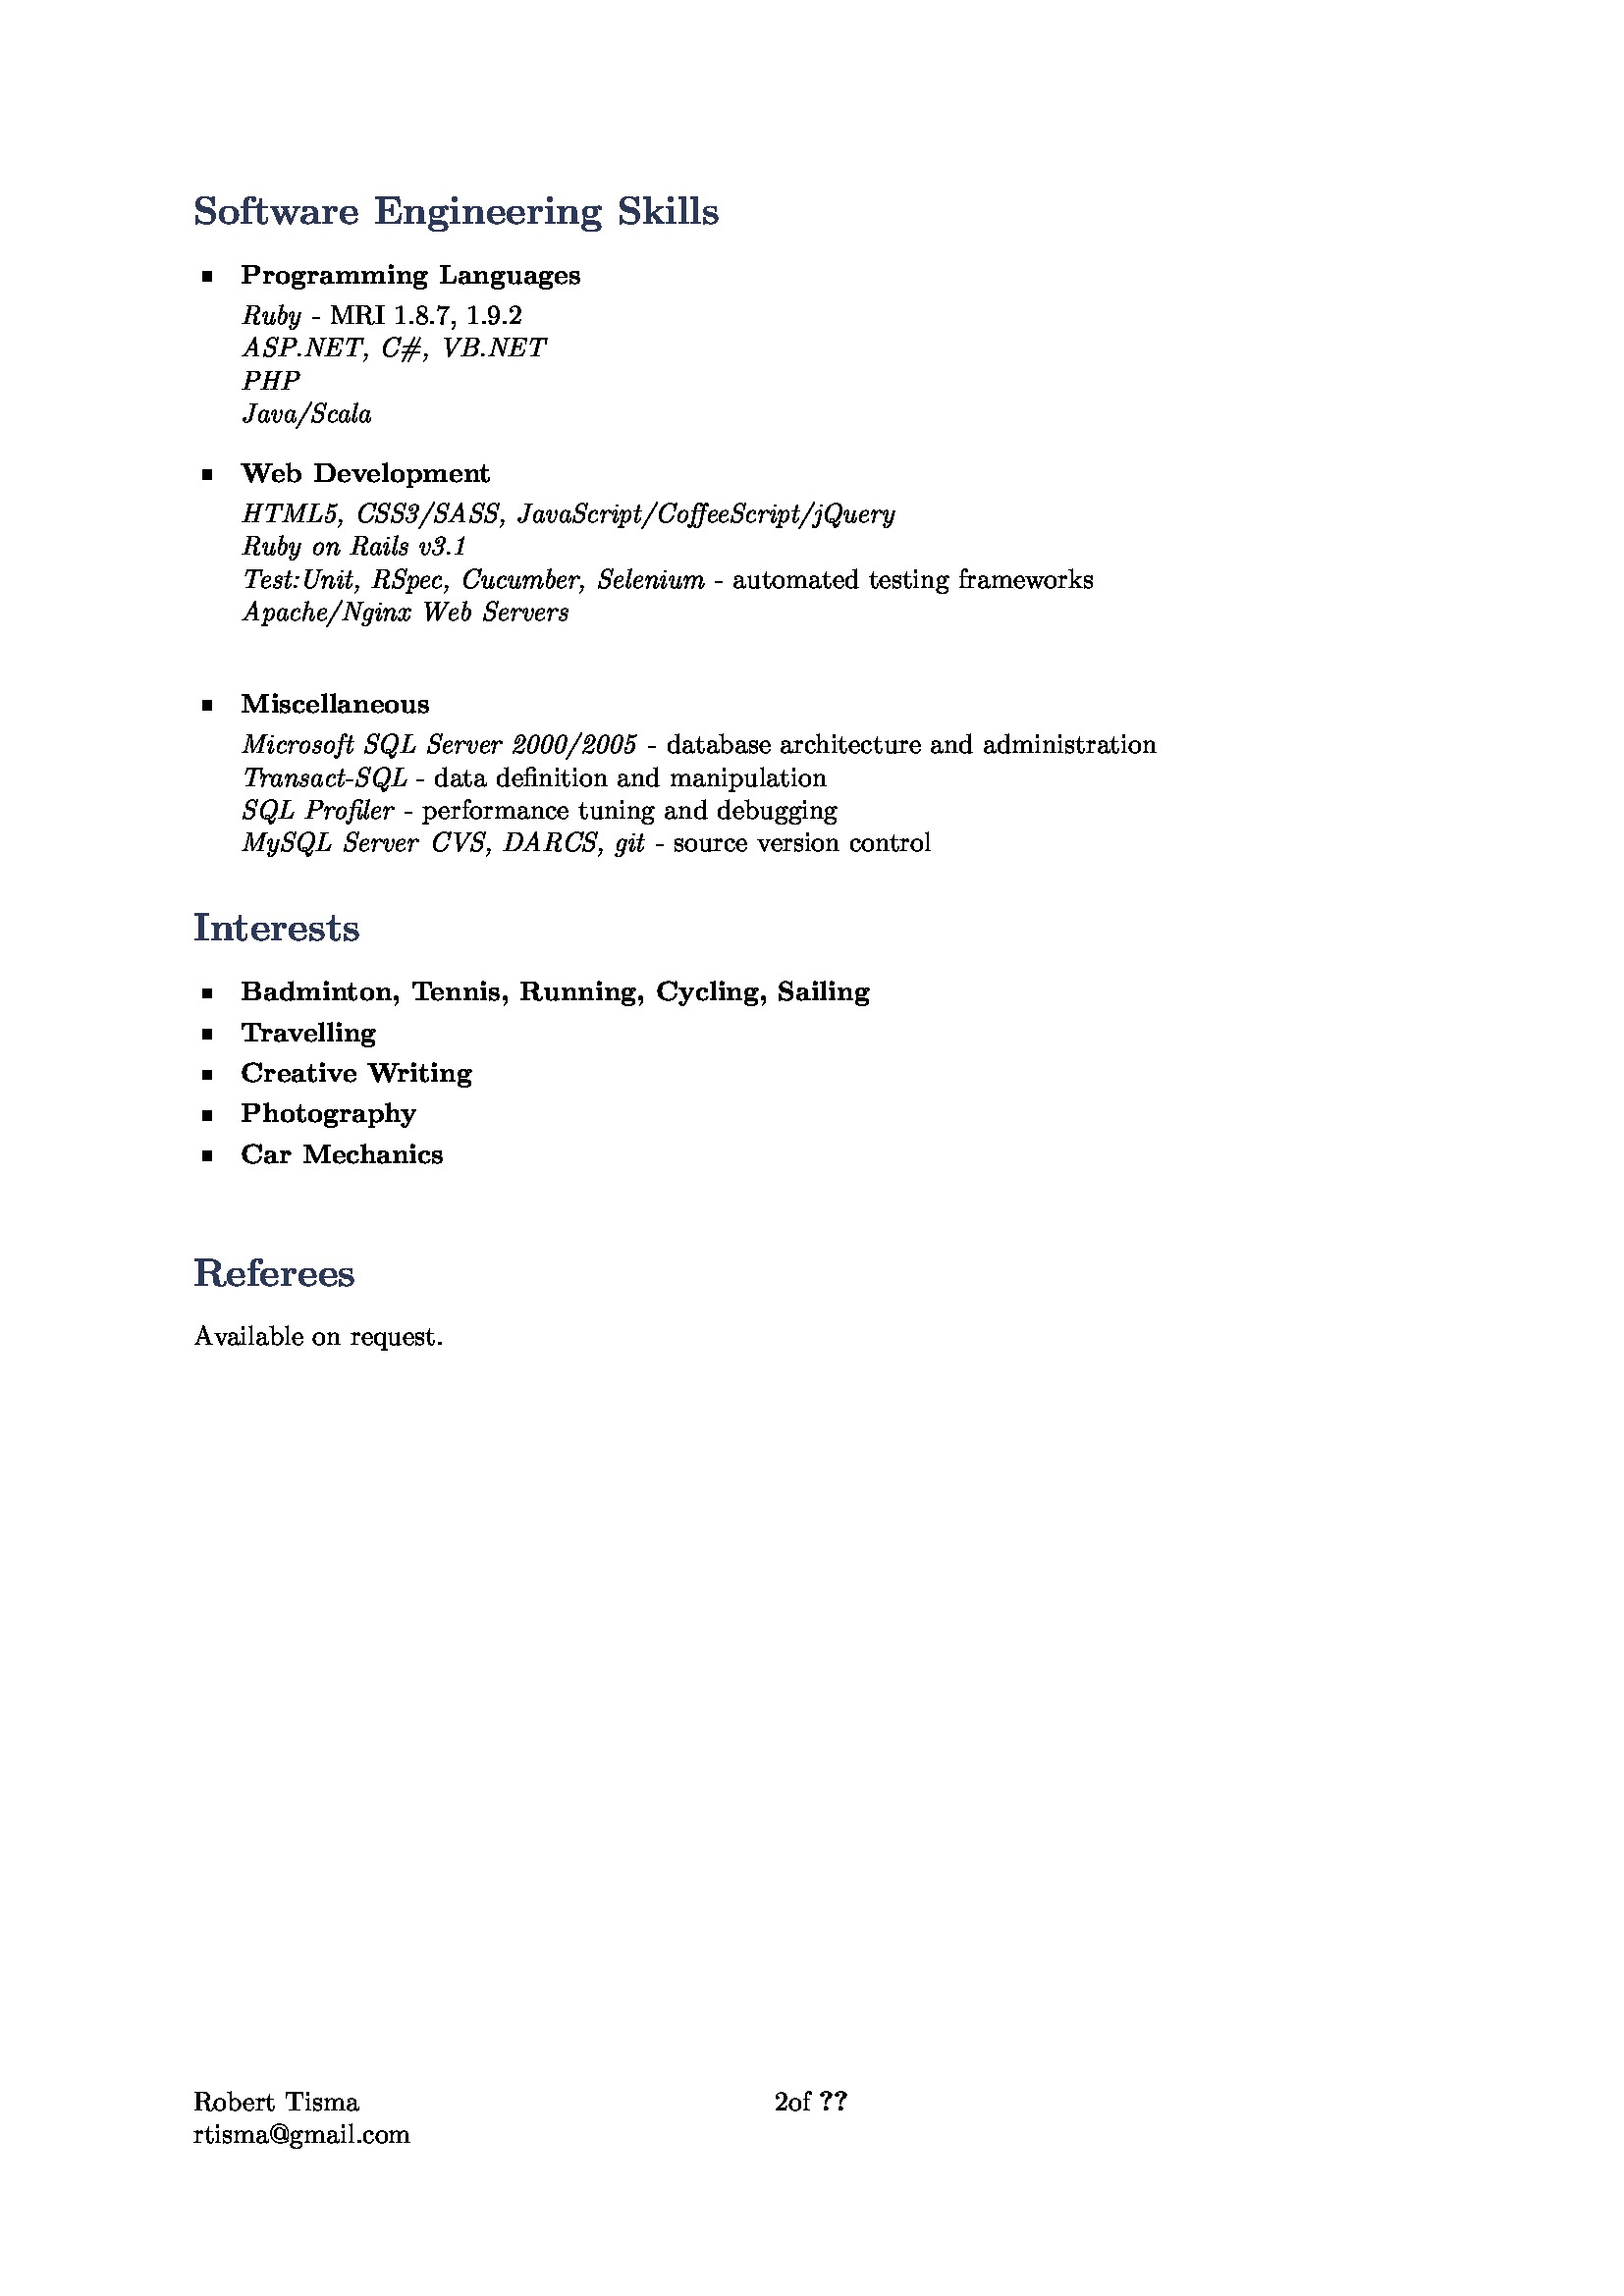 Software Engineering Skills
▪ Programming Languages
Ruby - MRI 1.8.7, 1.9.2
ASP.NET, C#, VB.NET
PHP
Java/Scala
▪ Web Development
HTML5, CSS3/SASS, JavaScript/CoffeeScript/jQuery
Ruby on Rails v3.1
Test:Unit, RSpec, Cucumber, Selenium - automated testing frameworks
Apache/Nginx Web Servers
▪ Miscellaneous
Microsoft SQL Server 2000/2005 - database architecture and administration
Transact-SQL - data definition and manipulation
SQL Profiler - performance tuning and debugging
MySQL Server CVS, DARCS, git - source version control
Interests
▪ Badminton, Tennis, Running, Cycling, Sailing
▪ Travelling
▪ Creative Writing
▪ Photography
▪ Car Mechanics
Referees
Available on request.
Robert Tisma 2of ??
rtisma@gmail.com